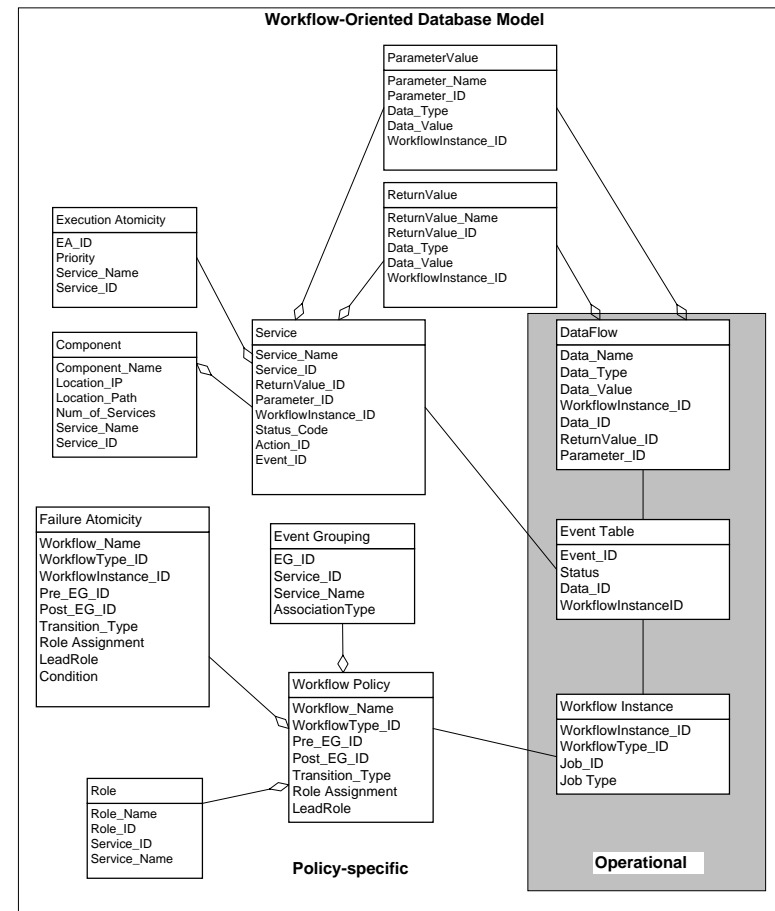 Workflow-Oriented Database Model
ParameterValue
Parameter_Name
Parameter_ID
Data_Type
Data_Value
WorkflowInstance_ID
ReturnValue
ReturnValue_Name
ReturnValue_ID
Data_Type
Data_Value
WorkflowInstance_ID
Execution Atomicity
EA_ID
Priority
Service_Name
Service_ID
Component
Component_Name
Location_IP
Location_Path
Num_of_Services
Service_Name
Service_ID
Service
Service_Name
Service_ID
ReturnValue_ID
Parameter_ID
WorkflowInstance_ID
Status_Code
Action_ID
Event_ID
DataFlow
Data_Name
Data_Type
Data_Value
WorkflowInstance_ID
Data_ID
ReturnValue_ID
Parameter_ID
Failure Atomicity
Workflow_Name
WorkflowType_ID
WorkflowInstance_ID
Pre_EG_ID
Post_EG_ID
Transition_Type
Role Assignment
LeadRole
Condition
Event Grouping
EG_ID
Service_ID
Service_Name
AssociationType
Event Table
Event_ID
Status
Data_ID
WorkflowInstanceID
Workflow Policy
Workflow_Name
WorkflowType_ID
Pre_EG_ID
Post_EG_ID
Transition_Type
Role Assignment
LeadRole
Workflow Instance
WorkflowInstance_ID
WorkflowType_ID
Job_ID
Job Type
Role
Role_Name
Role_ID
Service_ID
Service_Name
Policy-specific
Operational